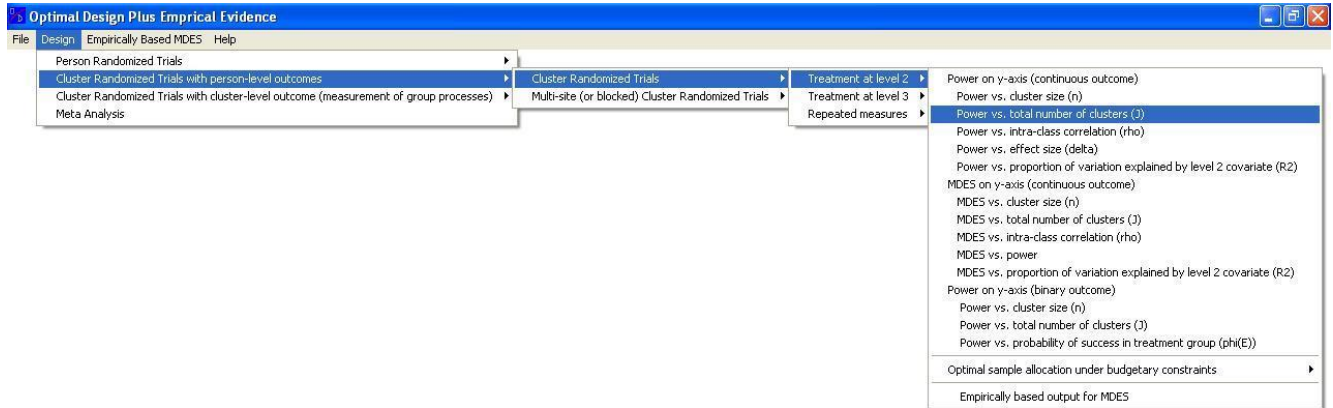 Optimal Design Plus Emprical Evidence
File Design Empirically Based MDES Help
Person Randomized Trials
Cluster Randomized Trials with person-level outcomes
Cluster Randomized Trials with cluster-level outcome (measurement of group processes)
Meta Analysis
Cluster Randomized Trials
Multi-site (or blocked) Cluster Randomized Trials
Treatment at level 2
Treatment at level 3
Repeated measures
Power on y-axis (continuous outcome)
Power vs. cluster size (n)
Power vs. total number of clusters (J)
Power vs. intra-class correlation (rho)
Power vs. effect size (delta)
Power vs. proportion of variation explained by level 2 covariate (R2)
MDES on y-axis (continuous outcome)
MDES vs. cluster size (n)
MDES vs. total number of clusters (J)
MDES vs. intra-class correlation (rho)
MDES vs. power
MDES vs. proportion of variation explained by level 2 covariate (R2)
Power on y-axis (binary outcome)
Power vs. cluster size (n)
Power vs. total number of clusters (J)
Power vs. probability of success in treatment group (phi(E))
Optimal sample allocation under budgetary constraints
Empirically based output for MDES